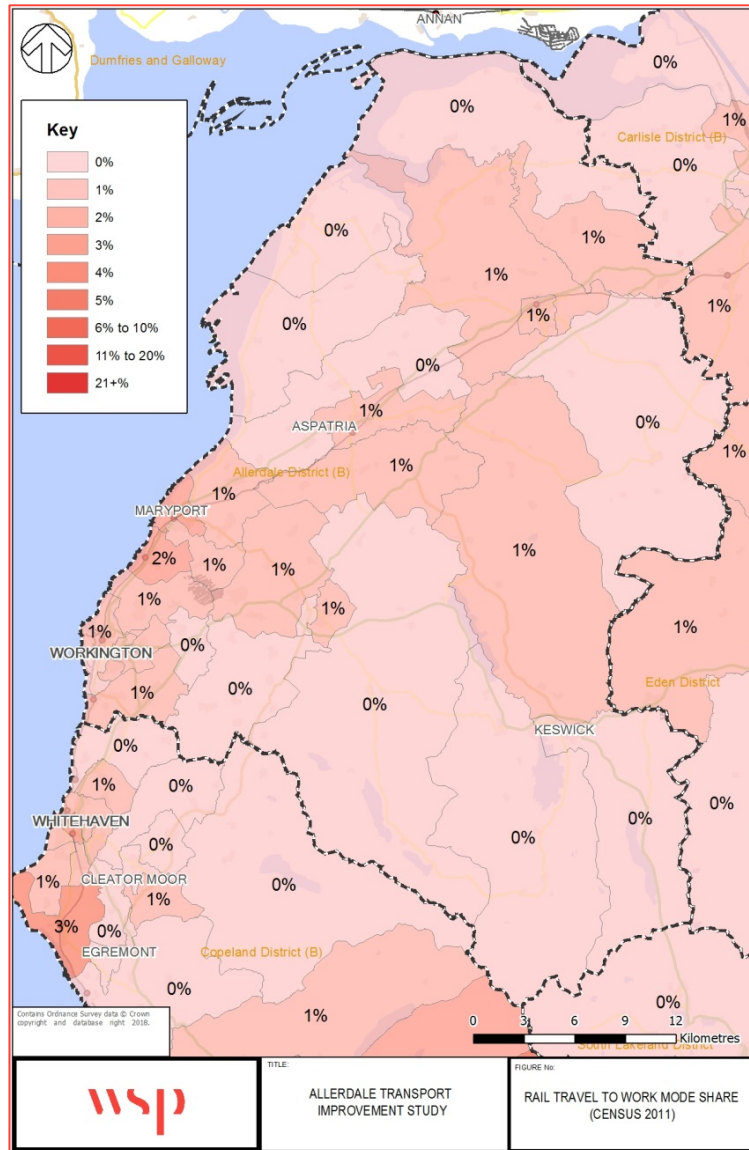 ANNAN
Dumfries and Galloway
0%
0%
1%
Carlisle District (B)
0%
Key
0%
1%
2%
3%
4%
5%
6% to 10%
11% to 20%
21+%
0%
1%
1%
1%
0%
1%
0%
1%
ASPATRIA
0%
1%
1%
Allerdale District (B)
1%
MARYPORT
2%
1%
1%
1%
1%
1%
1%
WORKINGTON
0%
1%
Eden District
1%
0%
0%
KESWICK
0%
1%
0%
0%
WHITEHAVEN
0%
0%
0%
CLEATOR MOOR
1%
0%
1%
3%
0%
EGREMONT
Copeland District (B)
0%
0%
1%
Contains Ordnance Survey data © Crown
copyright and database right 2018.
0 3 6 9 12
Kilometres
South Lakeland District
wsp
TITLE:
ALLERDALE TRANSPORT
IMPROVEMENT STUDY
FIGURE No:
RAIL TRAVEL TO WORK MODE SHARE
(CENSUS 2011)